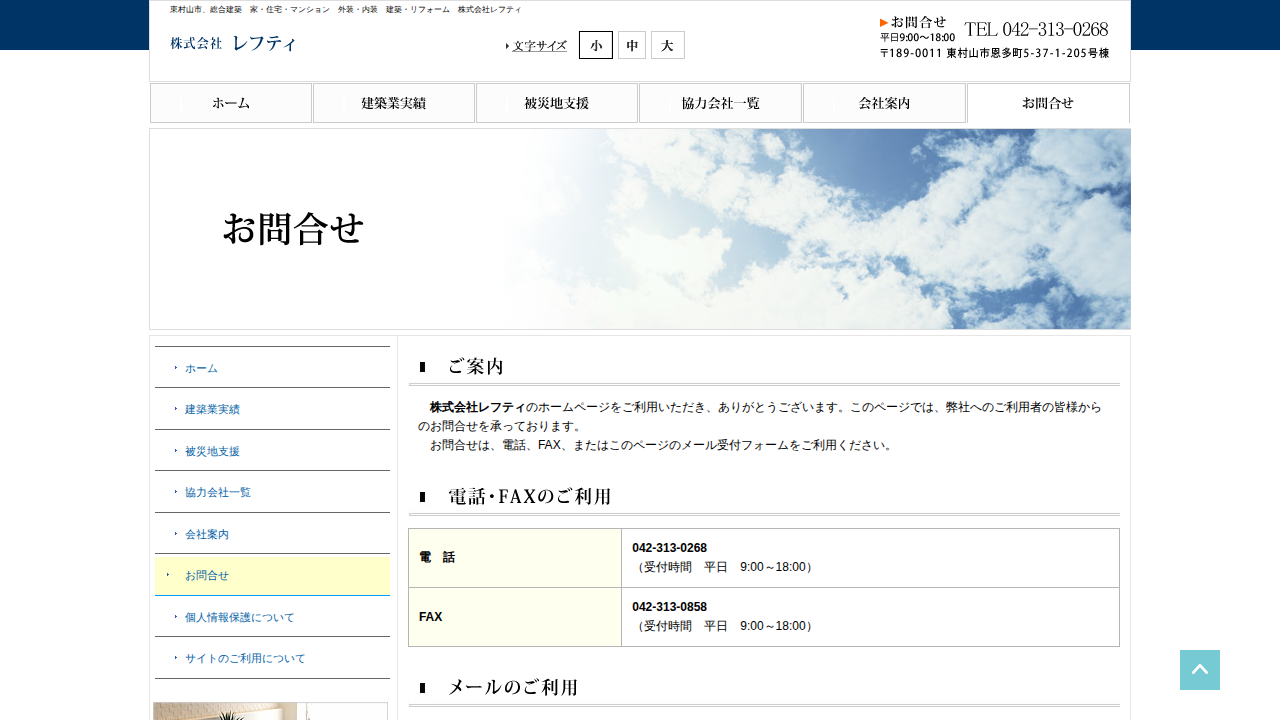 東村山市、総合建築　家・住宅・マンション　外装・内装　建築・リフォーム　株式会社レフティ
株式会社 レフティ
文字サイズ 小 中 大
お問合せ
平日9:00～18:00
TEL 042-313-0268
〒189-0011 東村山市恩多町5-37-1-205号棟
ホーム 建築業実績 被災地支援 協力会社一覧 会社案内 お問合せ
お問合せ
ホーム
建築業実績
被災地支援
協力会社一覧
会社案内
お問合せ
個人情報保護について
サイトのご利用について
ご案内
株式会社レフティのホームページをご利用いただき、ありがとうございます。このページでは、弊社へのご利用者の皆様から
のお問合せを承っております。
お問合せは、電話、FAX、またはこのページのメール受付フォームをご利用ください。
電話・FAXのご利用
電　話
042-313-0268
（受付時間　平日　9:00～18:00）
FAX
042-313-0858
（受付時間　平日　9:00～18:00）
メールのご利用